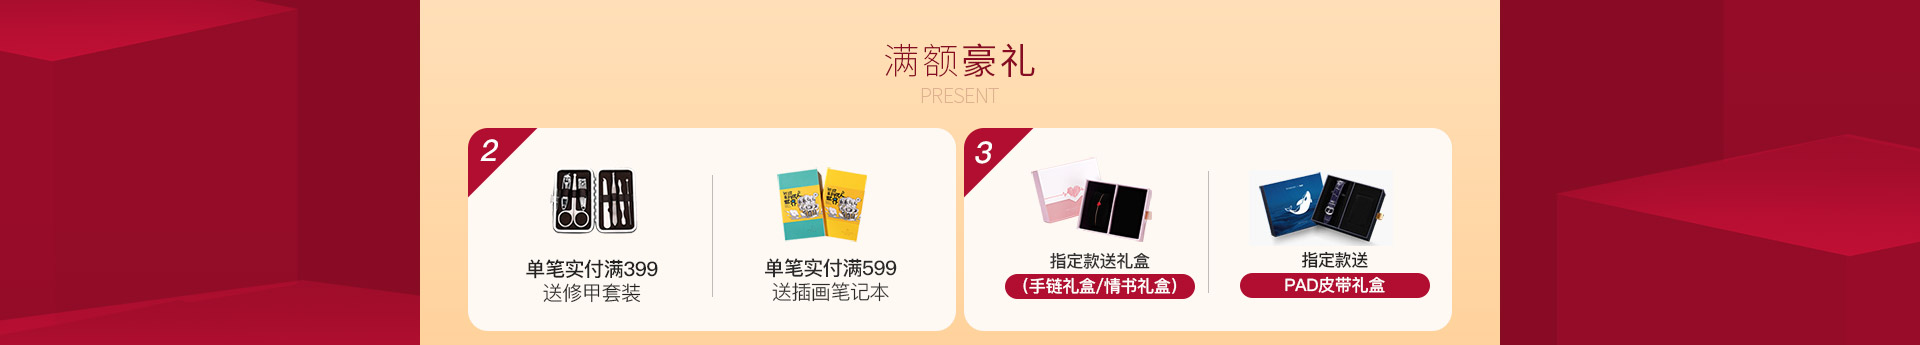 满额豪礼
PRESENT
2
单笔实付满399
送修甲套装
单笔实付满599
送插画笔记本
3
指定款送礼盒
(手链礼盒/情书礼盒)
指定款送
PAD皮带礼盒